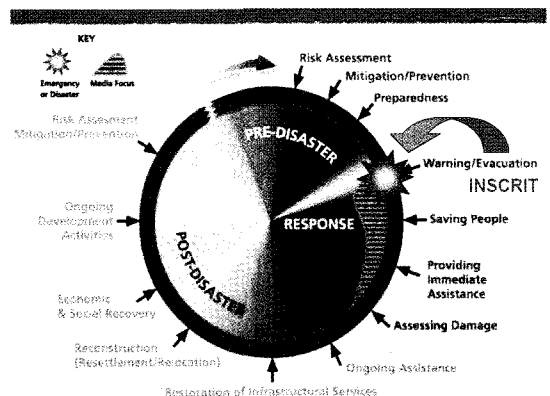 KEY
Emergency
or Disaster
Media Focus
Risk Assessment
Mitigation/Prevention
Preparedness
Warning/Evacuation
INSCRIT
Saving People
Providing
Immediate
Assistance
Assessing Damage
Ongoing Assistance
Restoration of Infrastructural Services
Reconstruction
(Resettlement/Relocation)
Economic
& Social Recovery
Ongoing
Development
Activities
Risk Assesment
Mitigation/Prevention
PRE-DISASTER
RESPONSE
POST-DISASTER